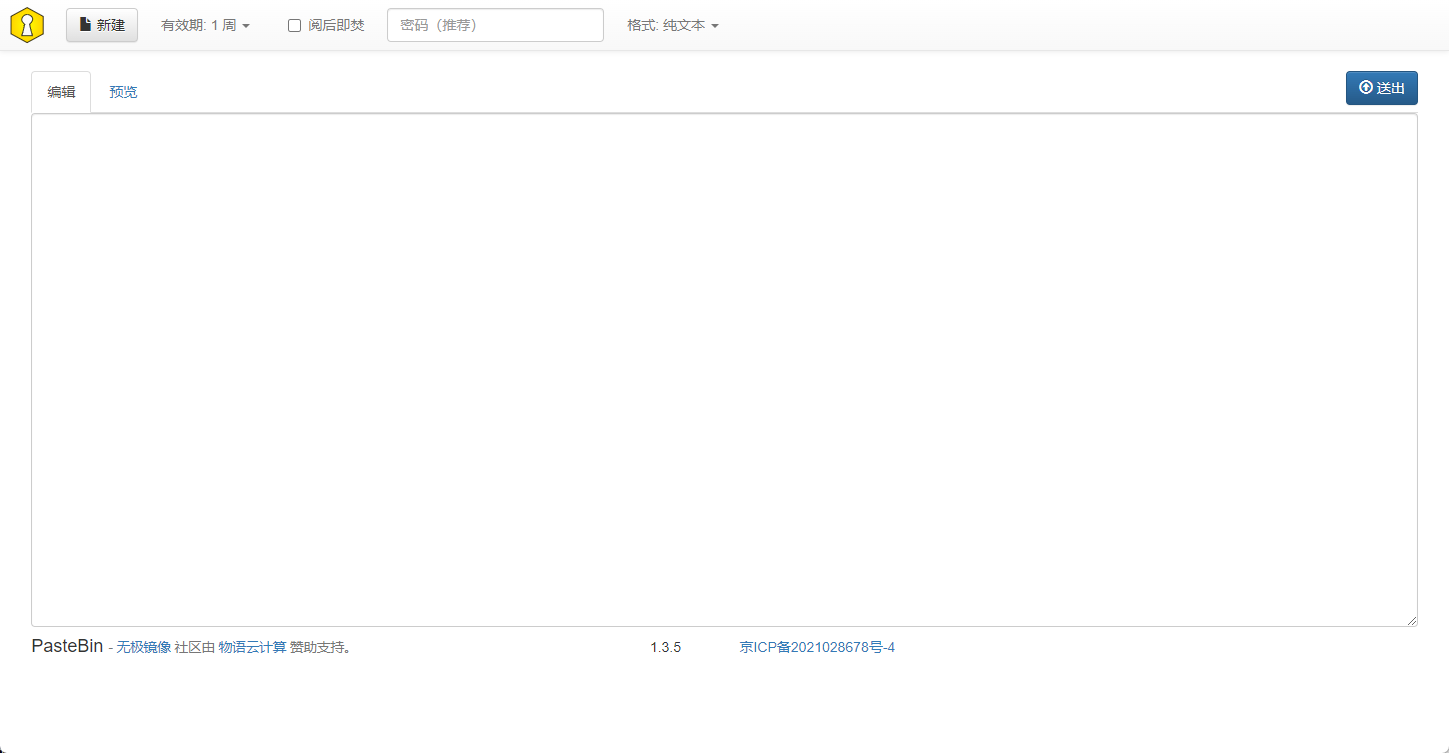 新建 有效期: 1 周 阅后即焚 密码（推荐） 格式: 纯文本
编辑 预览 送出
PasteBin - 无极镜像 社区由 物语云计算 赞助支持。 1.3.5 京ICP备2021028678号-4